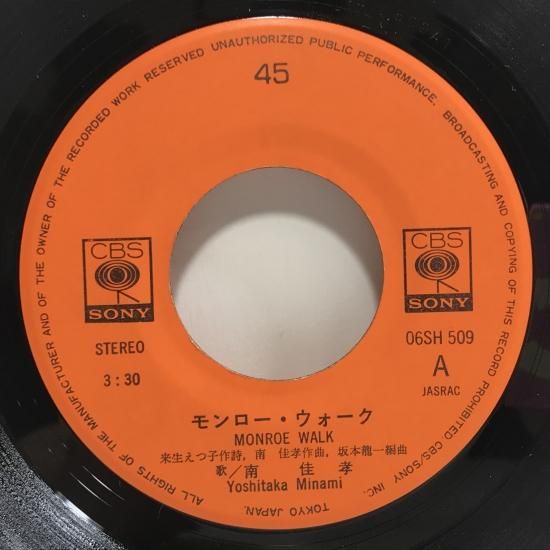 ALL RIGHTS OF THE MANUFACTURER AND OF THE OWNER OF THE RECORDED WORK RESERVED UNAUTHORIZED PUBLIC PERFORMANCE, BROADCASTING AND COPYING OF THIS RECORD PROHIBITED CBS/SONY INC. TOKYO JAPAN.
45
CBS
SONY
CBS
SONY
STEREO
3:30
06SH 509
A
JASRAC
モンロー・ウォーク
MONROE WALK
来生えつ子作詩, 南 佳孝作曲, 坂本龍一編曲
歌/南 佳 孝
Yoshitaka Minami